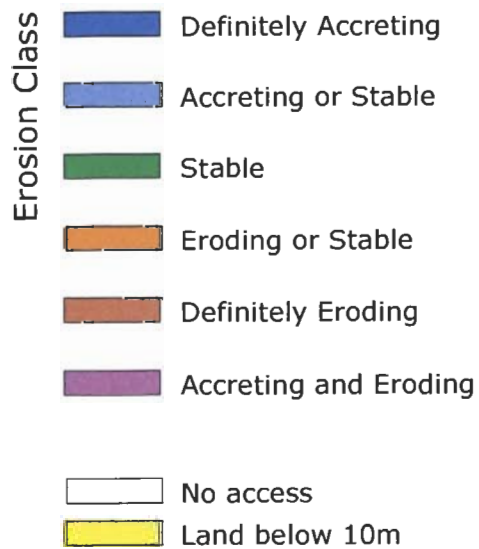 Erosion Class
Definitely Accreting
Accreting or Stable
Stable
Eroding or Stable
Definitely Eroding
Accreting and Eroding
No access
Land below 10m